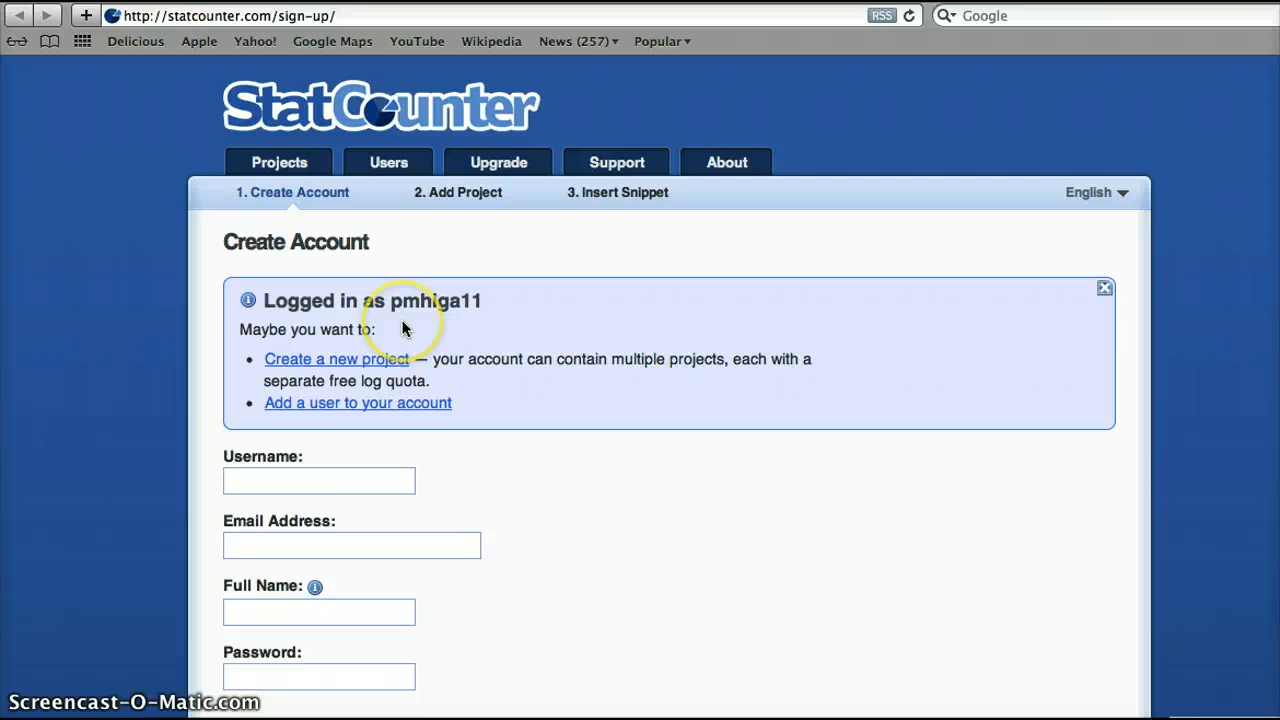 http://statcounter.com/sign-up/
RSS
Google
Delicious Apple Yahoo! Google Maps YouTube Wikipedia News (257) Popular
StatCounter
Projects Users Upgrade Support About
1. Create Account 2. Add Project 3. Insert Snippet English
Create Account
Logged in as pmhiga11
Maybe you want to:
• Create a new project — your account can contain multiple projects, each with a
separate free log quota.
• Add a user to your account
Username:
Email Address:
Full Name:
Password:
Screencast-O-Matic.com